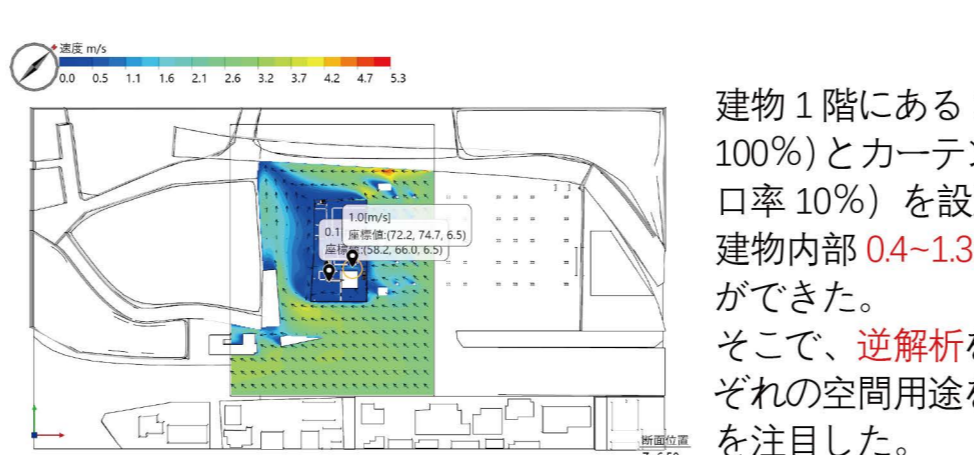 速度 m/s
0.0 0.5 1.1 1.6 2.1 2.6 3.2 3.7 4.2 4.7 5.3
1.0[m/s]
座標値:(72.2, 74.7, 6.5)
0.1
座標値:(58.2, 66.0, 6.5)
断面位置
建物 1 階にある
100%)とカーテン
口率 10%）を設
建物内部 0.4~1.3
ができた。
そこで、逆解析を
ぞれの空間用途を
を注目した。